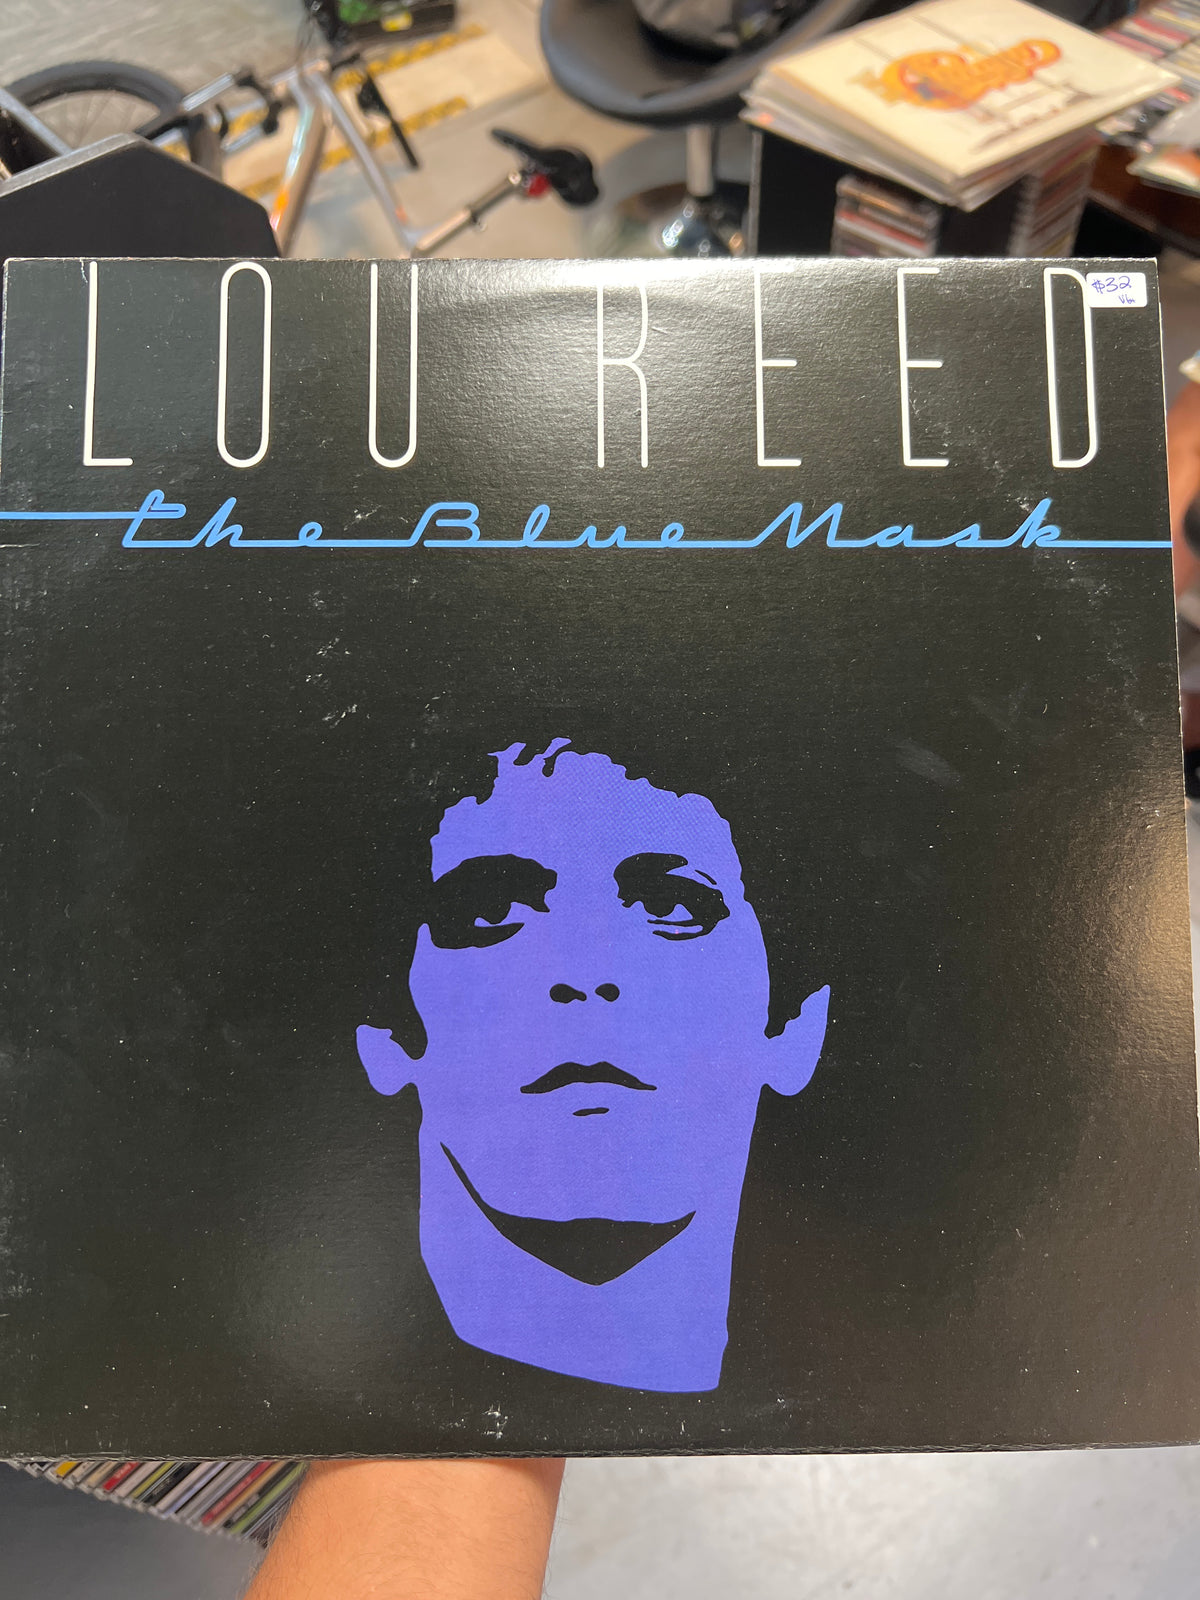 LOU REED
$32
The Blue Mask